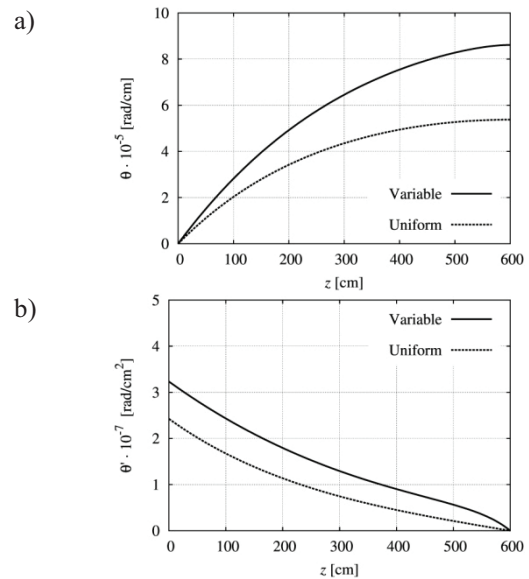 a)
10
8
6
4
2
0
θ · 10⁻⁵ [rad/cm]
Variable
Uniform
0 100 200 300 400 500 600
z [cm]
b)
5
4
3
2
1
0
θ' · 10⁻⁷ [rad/cm²]
Variable
Uniform
0 100 200 300 400 500 600
z [cm]